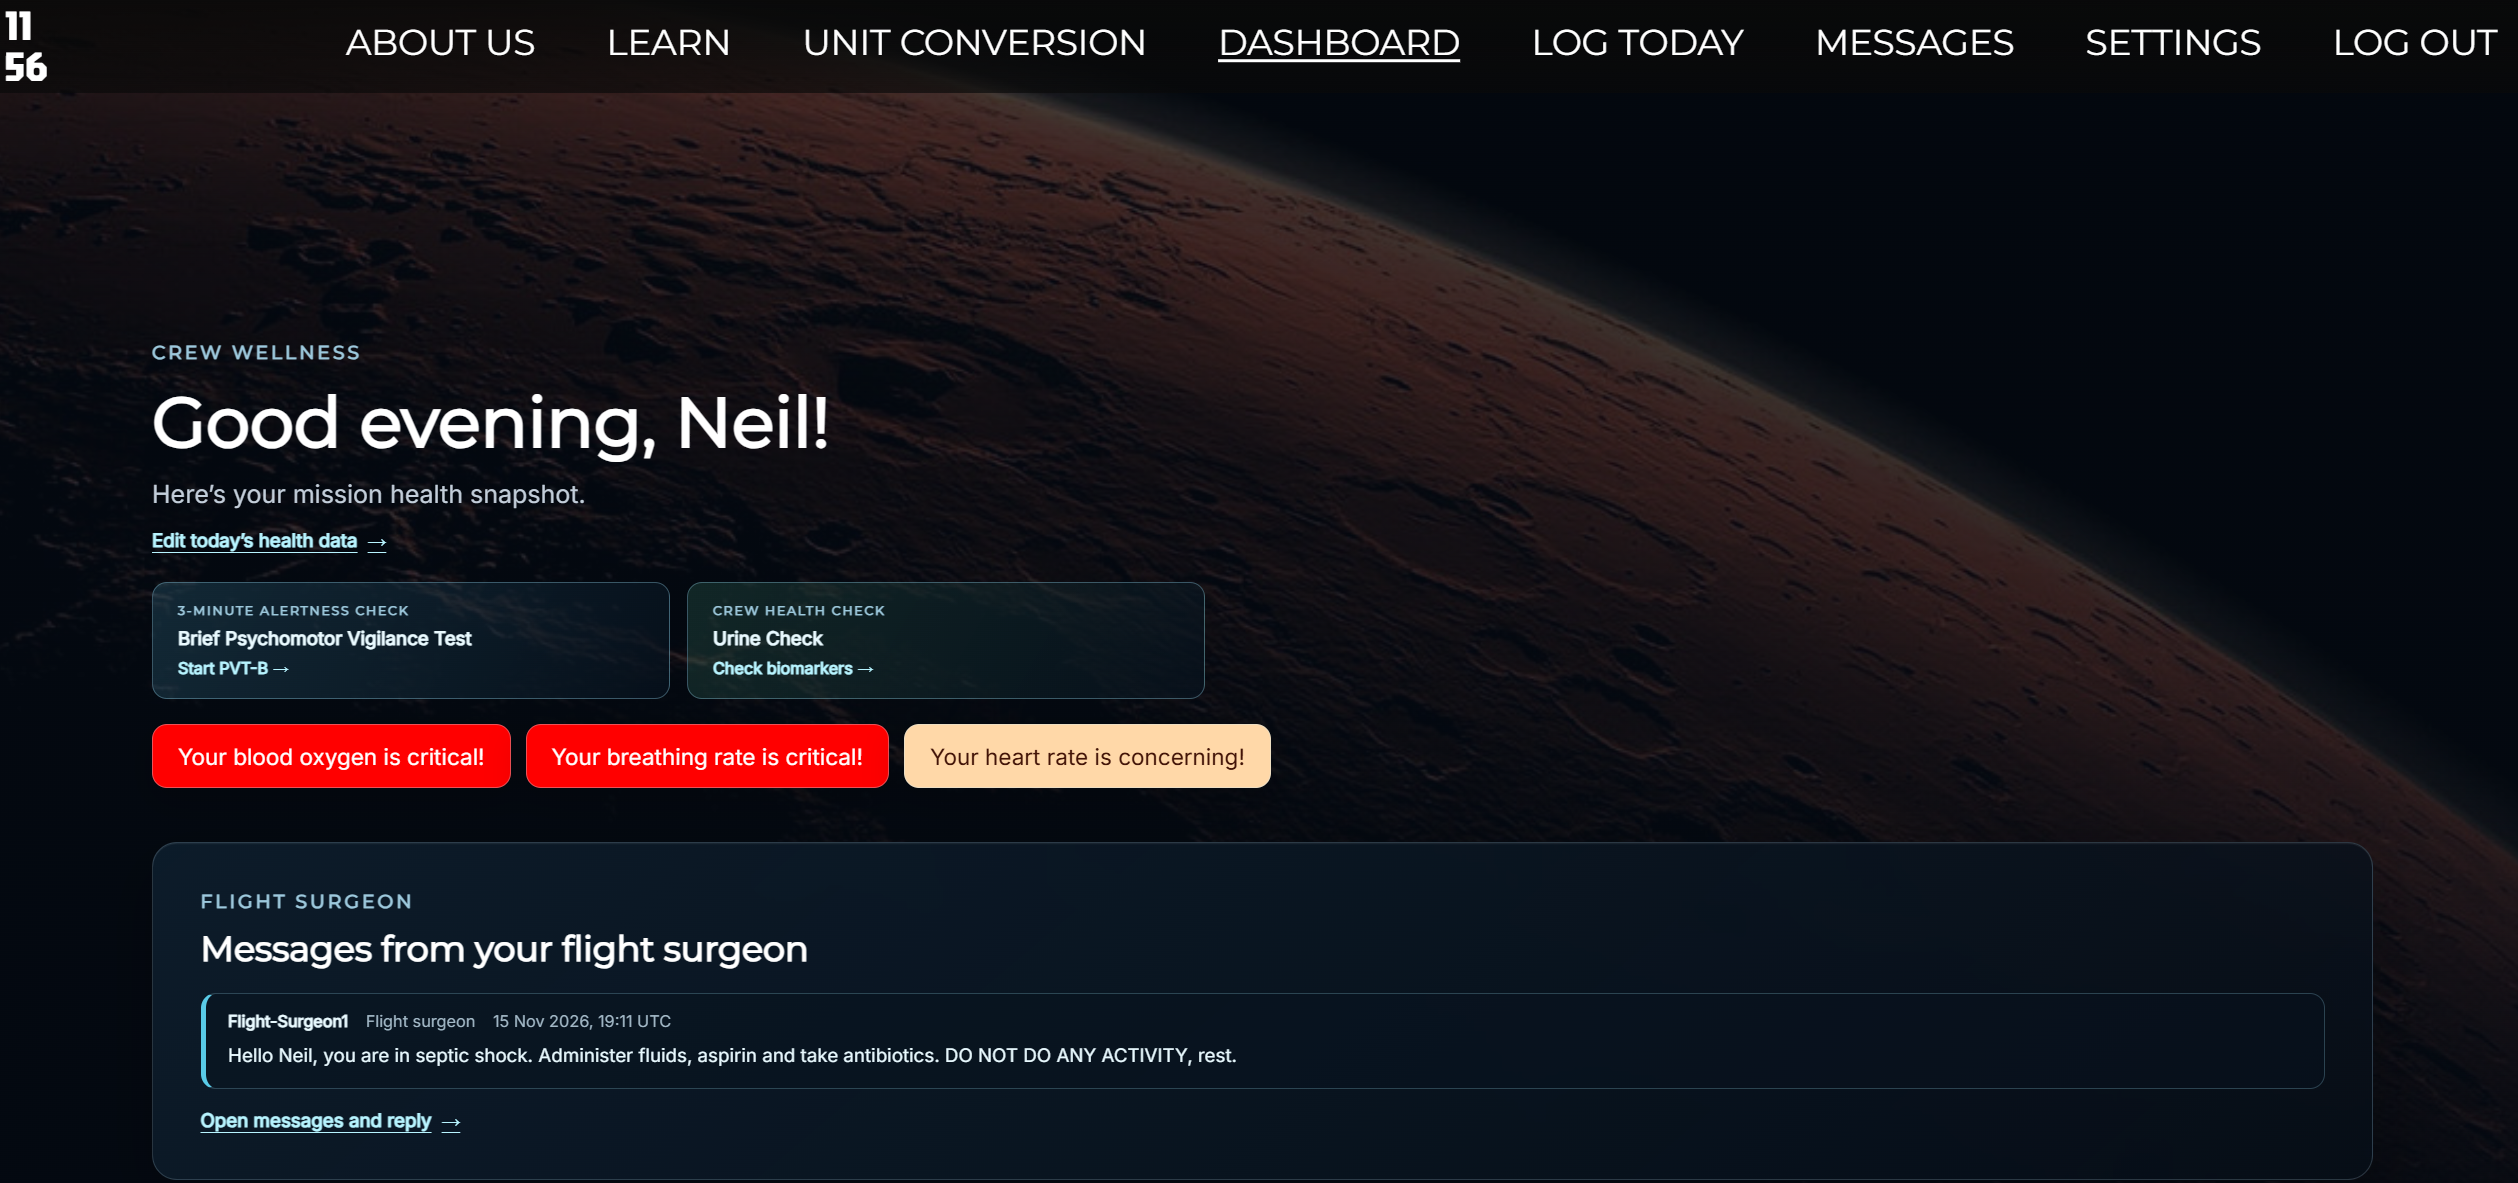 11
56
ABOUT US LEARN UNIT CONVERSION DASHBOARD LOG TODAY MESSAGES SETTINGS LOG OUT
CREW WELLNESS
Good evening, Neil!
Here’s your mission health snapshot.
Edit today’s health data →
3-MINUTE ALERTNESS CHECK
Brief Psychomotor Vigilance Test
Start PVT-B →
CREW HEALTH CHECK
Urine Check
Check biomarkers →
Your blood oxygen is critical!
Your breathing rate is critical!
Your heart rate is concerning!
FLIGHT SURGEON
Messages from your flight surgeon
Flight-Surgeon1 Flight surgeon 15 Nov 2026, 19:11 UTC
Hello Neil, you are in septic shock. Administer fluids, aspirin and take antibiotics. DO NOT DO ANY ACTIVITY, rest.
Open messages and reply →